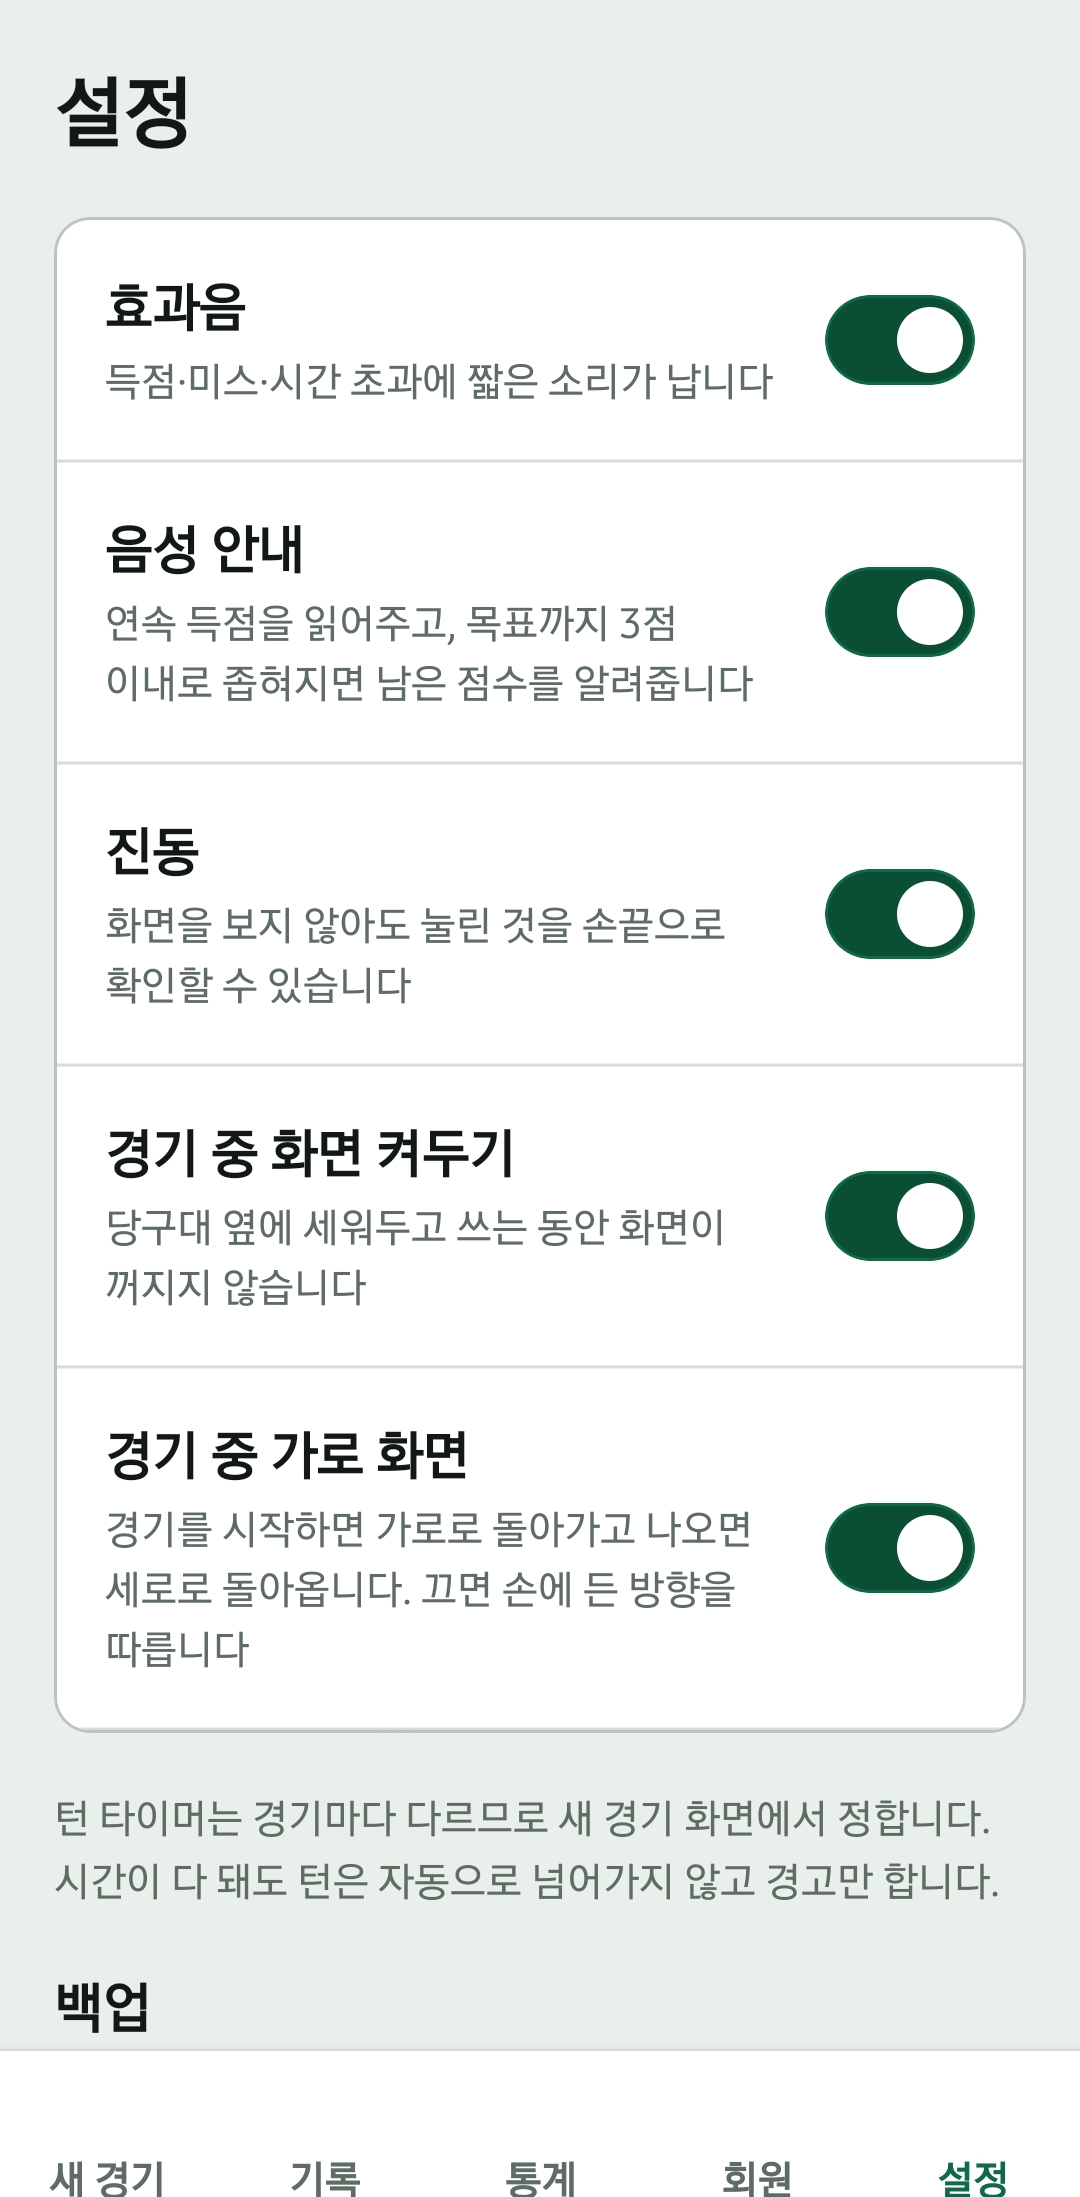 설정
효과음
득점·미스·시간 초과에 짧은 소리가 납니다
음성 안내
연속 득점을 읽어주고, 목표까지 3점
이내로 좁혀지면 남은 점수를 알려줍니다
진동
화면을 보지 않아도 눌린 것을 손끝으로
확인할 수 있습니다
경기 중 화면 켜두기
당구대 옆에 세워두고 쓰는 동안 화면이
꺼지지 않습니다
경기 중 가로 화면
경기를 시작하면 가로로 돌아가고 나오면
세로로 돌아옵니다. 끄면 손에 든 방향을
따릅니다
턴 타이머는 경기마다 다르므로 새 경기 화면에서 정합니다.
시간이 다 돼도 턴은 자동으로 넘어가지 않고 경고만 합니다.
백업
새 경기
기록
통계
회원
설정